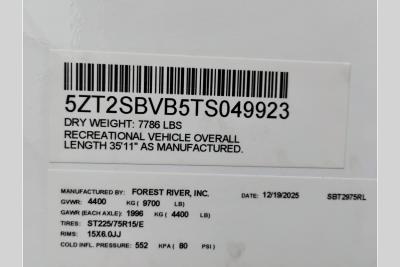 5ZT2SBVB5TS049923
DRY WEIGHT: 7786 LBS
RECREATIONAL VEHICLE OVERALL
LENGTH 35'11" AS MANUFACTURED.
MANUFACTURED BY: FOREST RIVER, INC. DATE: 12/19/2025 SBT2975RL
GVWR: 4400 KG ( 9700 LB)
GAWR (EACH AXLE): 1996 KG ( 4400 LB)
TIRES: ST225/75R15/E
RIMS: 15X6.0JJ
COLD INFL. PRESSURE: 552 KPA ( 80 PSI )